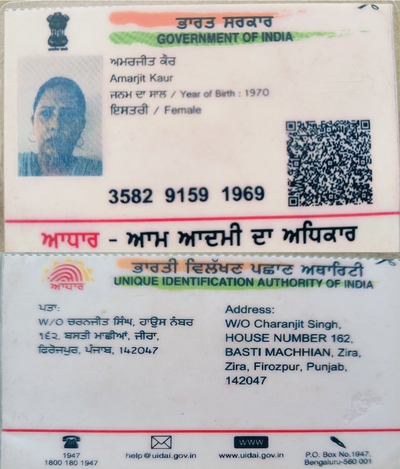 ਭਾਰਤ ਸਰਕਾਰ
GOVERNMENT OF INDIA
ਅਮਰਜੀਤ ਕੌਰ
Amarjit Kaur
ਜਨਮ ਦਾ ਸਾਲ / Year of Birth : 1970
ਇਸਤਰੀ / Female
3582 9159 1969
ਆਧਾਰ - ਆਮ ਆਦਮੀ ਦਾ ਅਧਿਕਾਰ
ਭਾਰਤੀ ਵਿਲੱਖਣ ਪਛਾਣ ਅਥਾਰਿਟੀ
UNIQUE IDENTIFICATION AUTHORITY OF INDIA
ਆਧਾਰ
ਪਤਾ:
W/O ਚਰਨਜੀਤ ਸਿੰਘ, ਹਾਊਸ ਨੰਬਰ
੧੬੨, ਬਸਤੀ ਮਾਛੀਆਂ, ਜ਼ੀਰਾ,
ਫ਼ਿਰੋਜ਼ਪੁਰ, ਪੰਜਾਬ, 142047
Address:
W/O Charanjit Singh,
HOUSE NUMBER 162,
BASTI MACHHIAN, Zira,
Zira, Firozpur, Punjab,
142047
1947
1800 180 1947
help@uidai.gov.in
WWW
www.uidai.gov.in
P.O. Box No.1947,
Bengaluru-560 001